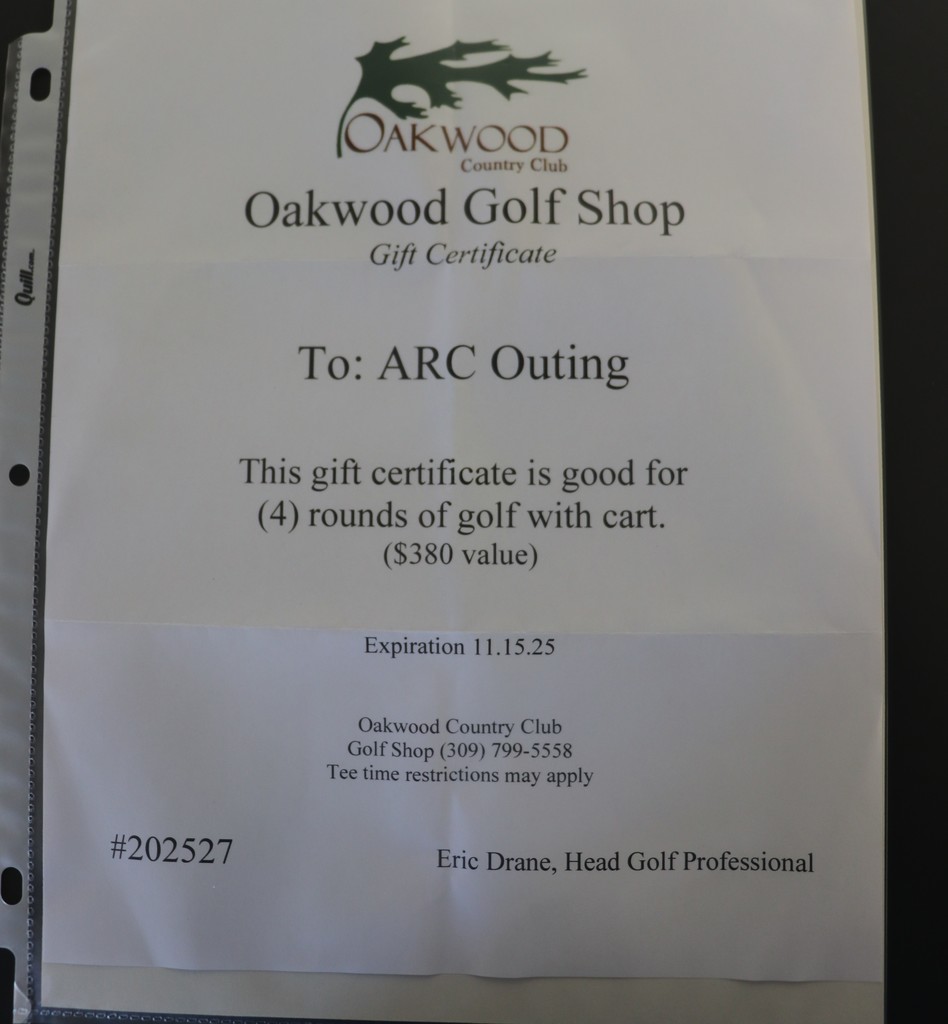 OAKWOOD
Country Club
Oakwood Golf Shop
Gift Certificate
To: ARC Outing
This gift certificate is good for
(4) rounds of golf with cart.
($380 value)
Expiration 11.15.25
Oakwood Country Club
Golf Shop (309) 799-5558
Tee time restrictions may apply
#202527
Eric Drane, Head Golf Professional
Quill.com